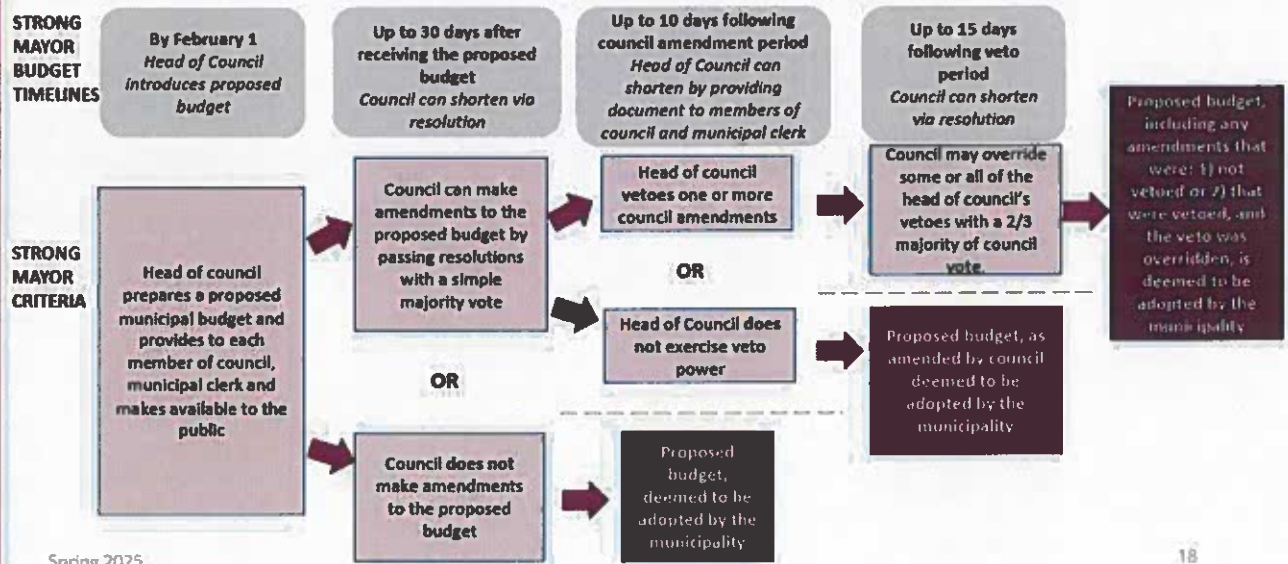 STRONG
MAYOR
BUDGET
TIMELINES
By February 1
Head of Council
introduces proposed
budget
Up to 30 days after
receiving the proposed
budget
Council can shorten via
resolution
Up to 10 days following
council amendment period
Head of Council can
shorten by providing
document to members of
council and municipal clerk
Up to 15 days
following veto
period
Council can shorten
via resolution
STRONG
MAYOR
CRITERIA
Head of council
prepares a proposed
municipal budget and
provides to each
member of council,
municipal clerk and
makes available to the
public
Council can make
amendments to the
proposed budget by
passing resolutions
with a simple
majority vote
OR
Council does not
make amendments
to the proposed
budget
Head of council
vetoes one or more
council amendments
OR
Head of Council does
not exercise veto
power
Proposed
budget,
deemed to be
adopted by the
municipality
Council may override
some or all of the
head of council's
vetoes with a 2/3
majority of council
vote.
Proposed budget, as
amended by council
deemed to be
adopted by the
municipality
Proposed budget,
including any
amendments that
were: 1) not
vetoed or 2) that
were vetoed, and
the veto was
overridden, is
deemed to be
adopted by the
municipality
Spring 2025
18